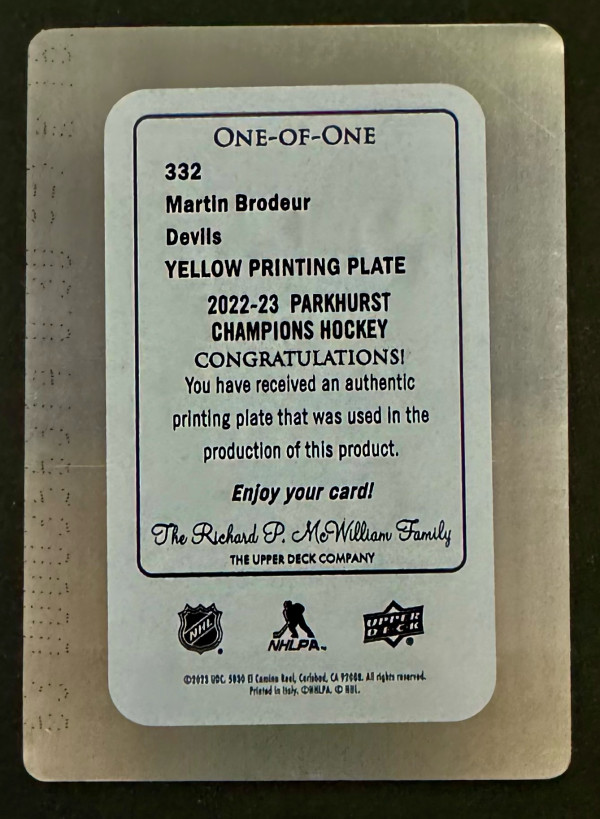 ONE-OF-ONE
332
Martin Brodeur
Devils
YELLOW PRINTING PLATE
2022-23 PARKHURST
CHAMPIONS HOCKEY
CONGRATULATIONS!
You have received an authentic
printing plate that was used in the
production of this product.
Enjoy your card!
The Richard P. McWilliam Family
THE UPPER DECK COMPANY
NHL NHLPA UPPER DECK
©2023 UDC. 5830 El Camino Real, Carlsbad, CA 92008. All rights reserved.
Printed in Italy. ©NHLPA. © NHL.